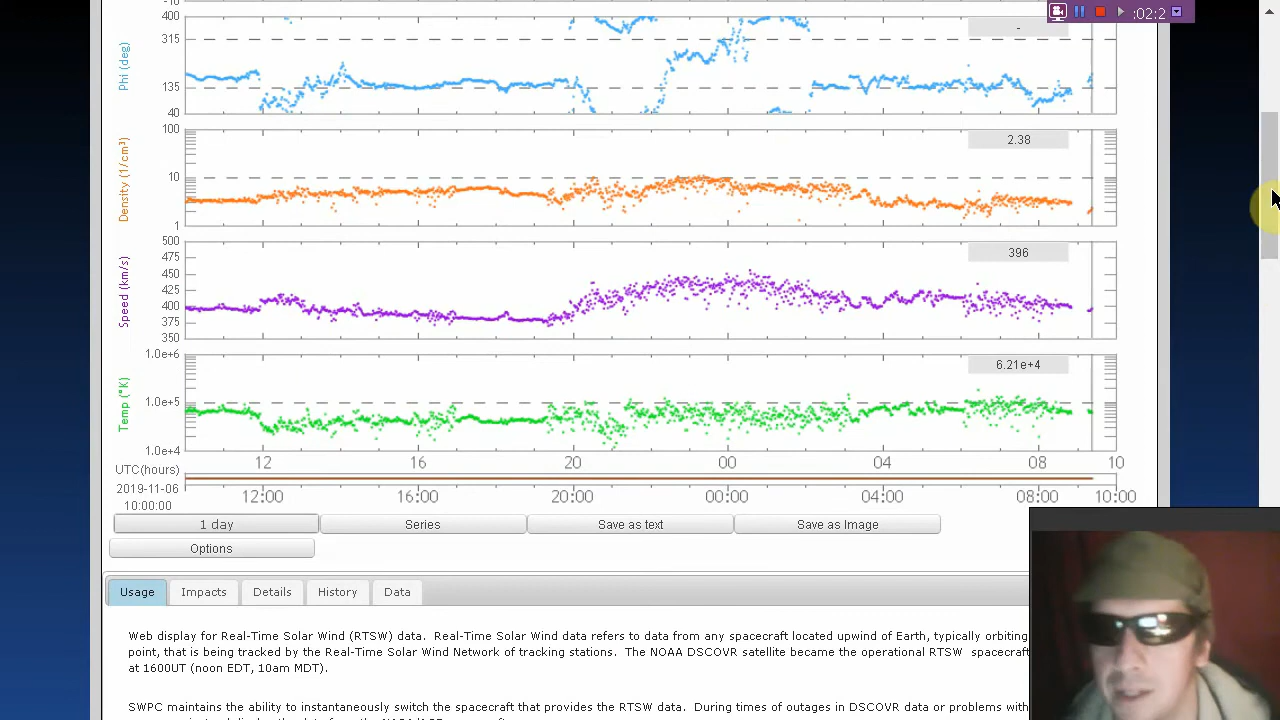 -10
:02:2
400
-
315
Phi (deg)
135
40
100
2.38
Density (1/cm³)
10
1
500
475
396
450
425
Speed (km/s)
400
375
350
1.0e+6
6.21e+4
Temp (°K)
1.0e+5
1.0e+4
12 16 20 00 04 08 10
UTC(hours)
2019-11-06
10:00:00
12:00 16:00 20:00 00:00 04:00 08:00 10:00
1 day Series Save as text Save as Image
Options
Usage Impacts Details History Data
Web display for Real-Time Solar Wind (RTSW) data. Real-Time Solar Wind data refers to data from any spacecraft located upwind of Earth, typically orbiting
point, that is being tracked by the Real-Time Solar Wind Network of tracking stations. The NOAA DSCOVR satellite became the operational RTSW spacecraft
at 1600UT (noon EDT, 10am MDT).
SWPC maintains the ability to instantaneously switch the spacecraft that provides the RTSW data. During times of outages in DSCOVR data or problems with